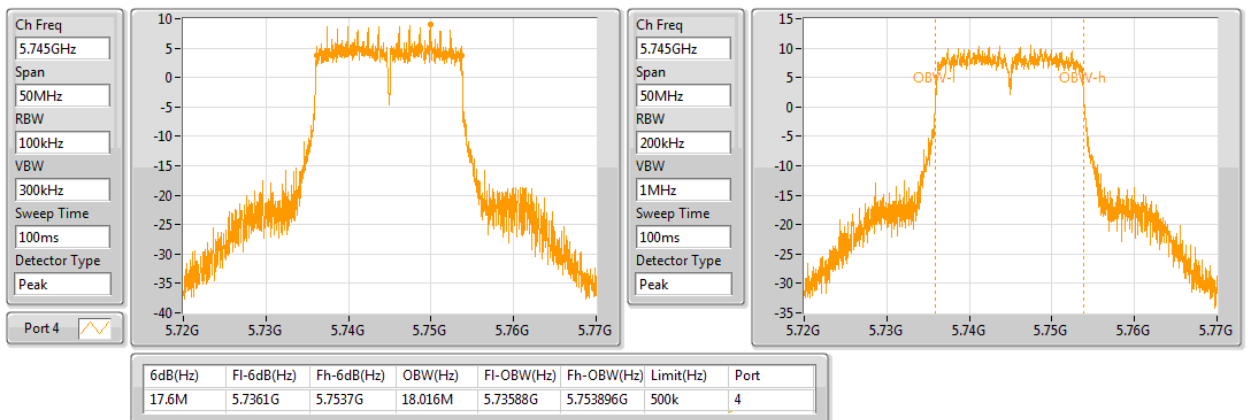 Ch Freq
5.745GHz
Span
50MHz
RBW
100kHz
VBW
300kHz
Sweep Time
100ms
Detector Type
Peak
Port 4
10
5
0
-5
-10
-15
-20
-25
-30
-35
-40
5.72G 5.73G 5.74G 5.75G 5.76G 5.77G
Ch Freq
5.745GHz
Span
50MHz
RBW
200kHz
VBW
1MHz
Sweep Time
100ms
Detector Type
Peak
15
10
5
0
-5
-10
-15
-20
-25
-30
-35
OBW-l OBW-h
5.72G 5.73G 5.74G 5.75G 5.76G 5.77G
6dB(Hz) Fl-6dB(Hz) Fh-6dB(Hz) OBW(Hz) Fl-OBW(Hz) Fh-OBW(Hz) Limit(Hz) Port
17.6M 5.7361G 5.7537G 18.016M 5.73588G 5.753896G 500k 4